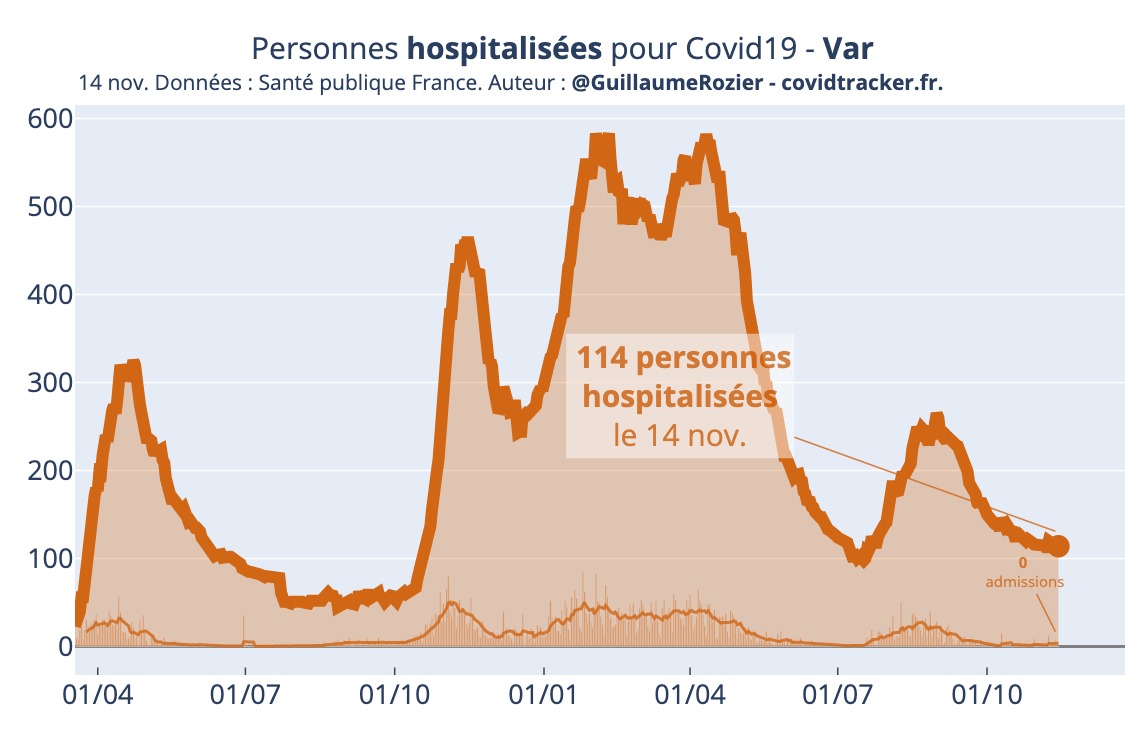 Personnes hospitalisées pour Covid19 - Var
14 nov. Données : Santé publique France. Auteur : @GuillaumeRozier - covidtracker.fr.
600
500
400
300
200
100
0
114 personnes
hospitalisées
le 14 nov.
0
admissions
01/04
01/07
01/10
01/01
01/04
01/07
01/10